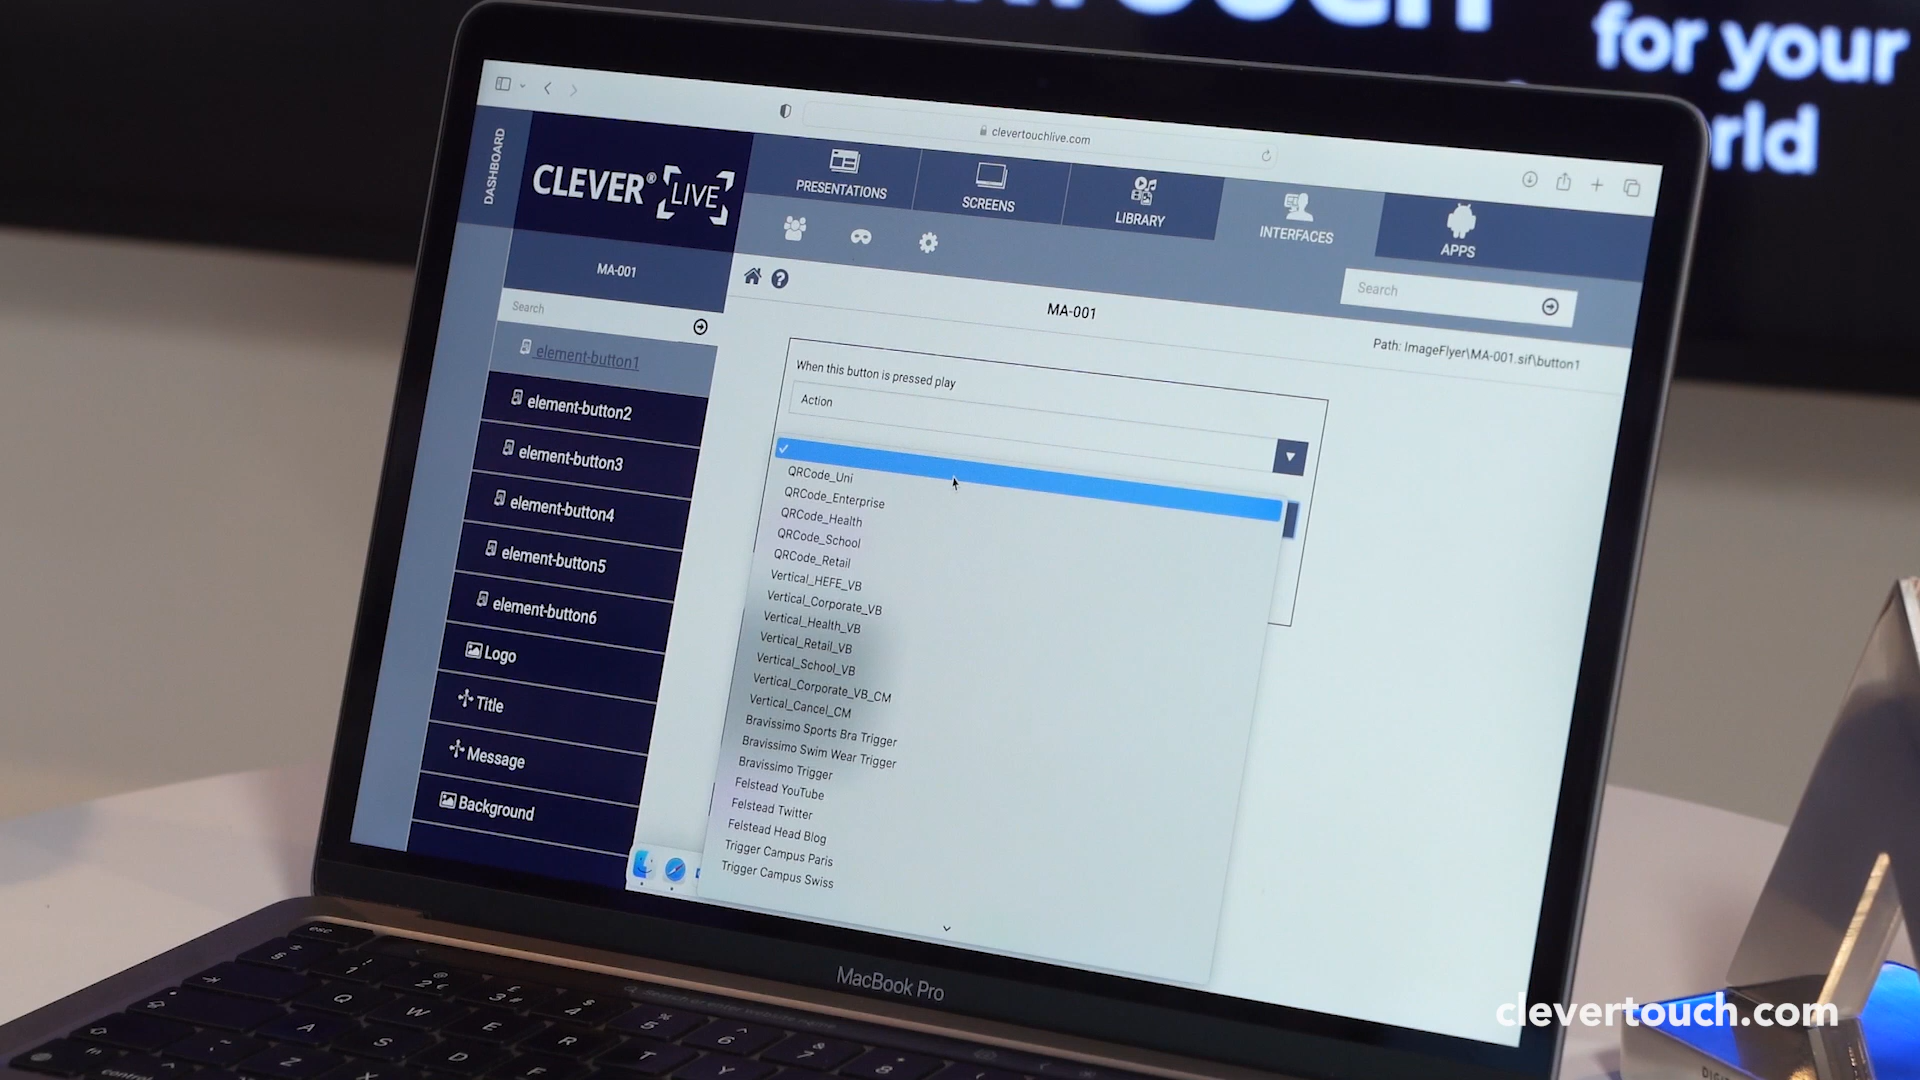 for your
rld
clevertouchlive.com
DASHBOARD
CLEVER® LIVE
PRESENTATIONS
SCREENS
LIBRARY
INTERFACES
APPS
MA-001
Search
Search
MA-001
Path: ImageFlyer\MA-001.sif\button1
element-button1
element-button2
element-button3
element-button4
element-button5
element-button6
Logo
Title
Message
Background
When this button is pressed play
Action
QRCode_Uni
QRCode_Enterprise
QRCode_Health
QRCode_School
QRCode_Retail
Vertical_HEFE_VB
Vertical_Corporate_VB
Vertical_Health_VB
Vertical_Retail_VB
Vertical_School_VB
Vertical_Corporate_VB_CM
Vertical_Cancel_CM
Bravissimo Sports Bra Trigger
Bravissimo Swim Wear Trigger
Bravissimo Trigger
Felstead YouTube
Felstead Twitter
Felstead Head Blog
Trigger Campus Paris
Trigger Campus Swiss
MacBook Pro
esc
Q W E R T Y
A S D F
Z X
clevertouch.com